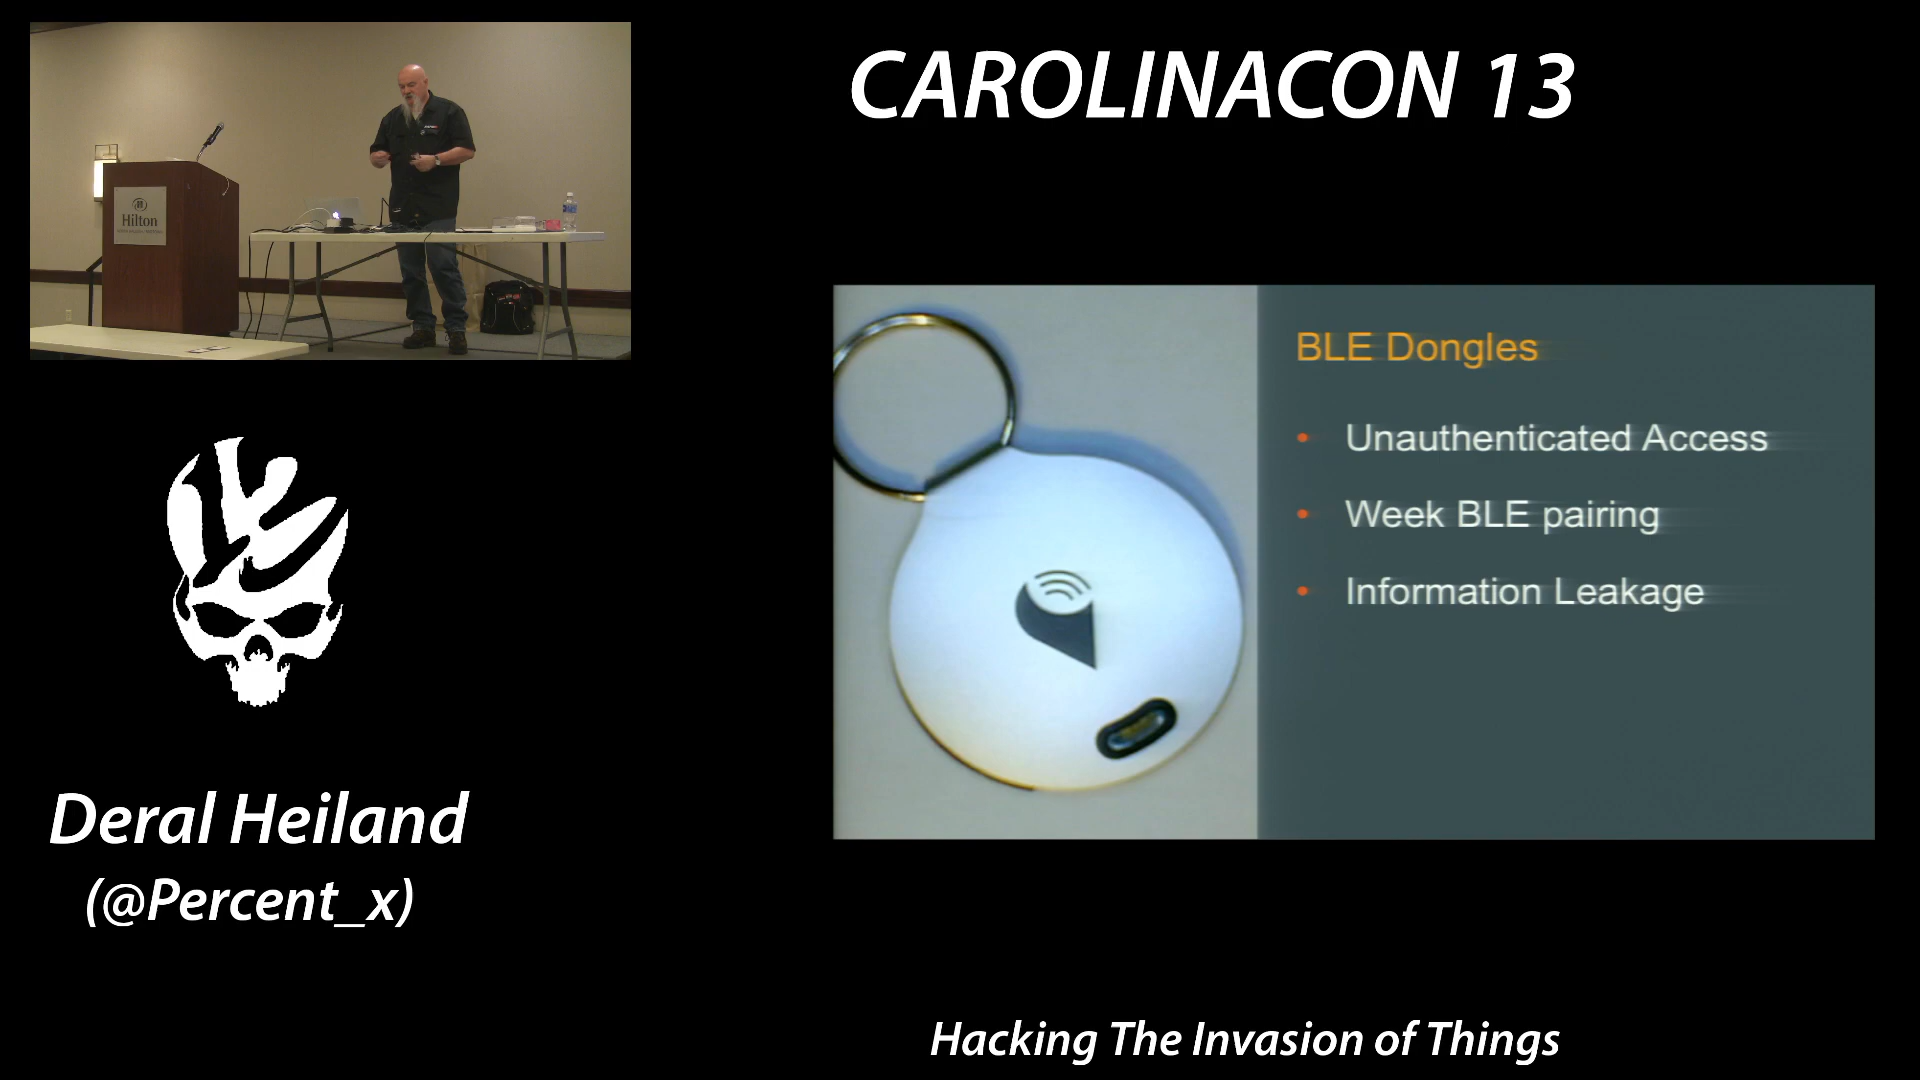 CAROLINACON 13
Hilton
BLE Dongles
• Unauthenticated Access
• Week BLE pairing
• Information Leakage
Deral Heiland
(@Percent_x)
Hacking The Invasion of Things